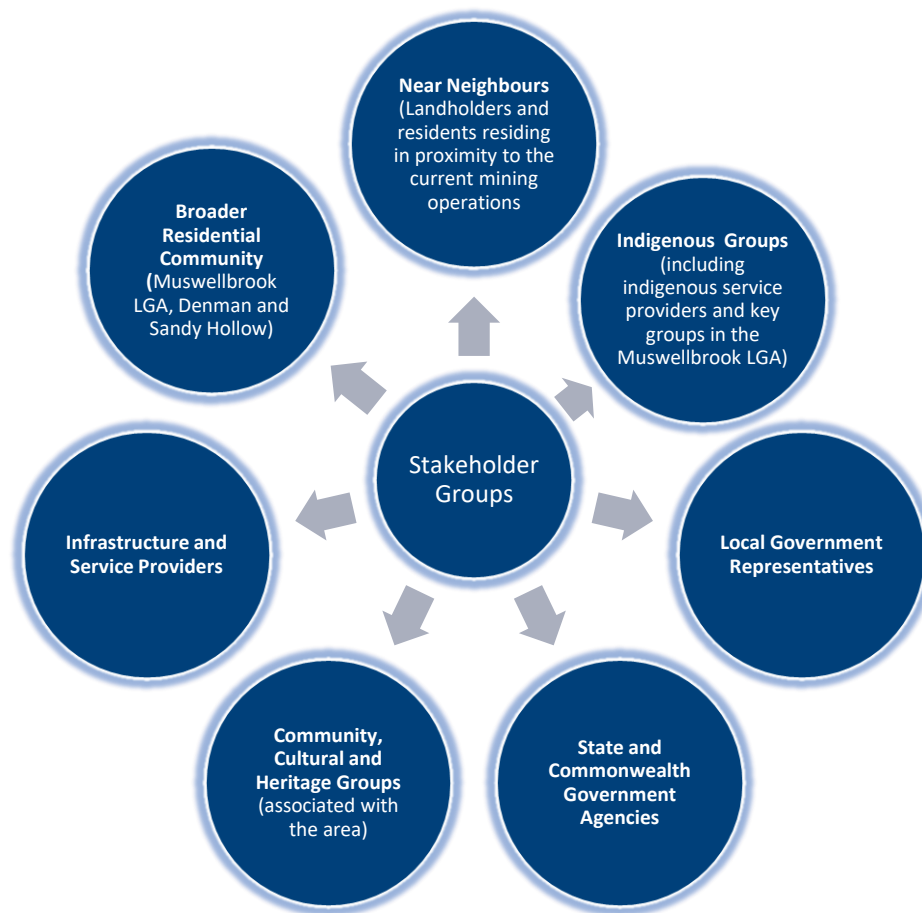 Near Neighbours
(Landholders and
residents residing
in proximity to the
current mining
operations
Indigenous Groups
(including
indigenous service
providers and key
groups in the
Muswellbrook LGA)
Local Government
Representatives
State and
Commonwealth
Government
Agencies
Community,
Cultural and
Heritage Groups
(associated with
the area)
Infrastructure and
Service Providers
Broader
Residential
Community
(Muswellbrook
LGA, Denman and
Sandy Hollow)
Stakeholder
Groups